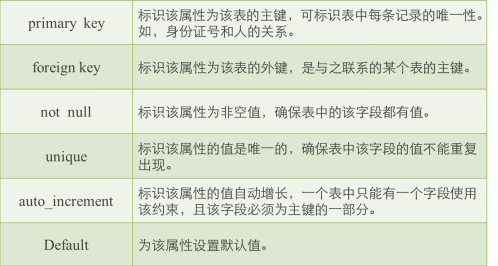 primary key
标识该属性为该表的主键，可标识表中每条记录的唯一性。
如，身份证号和人的关系。
foreign key
标识该属性为该表的外键，是与之联系的某个表的主键。
not null
标识该属性为非空值，确保表中的该字段都有值。
unique
标识该属性的值是唯一的，确保表中该字段的值不能重复
出现。
auto_increment
标识该属性的值自动增长，一个表中只能有一个字段使用
该约束，且该字段必须为主键的一部分。
Default
为该属性设置默认值。